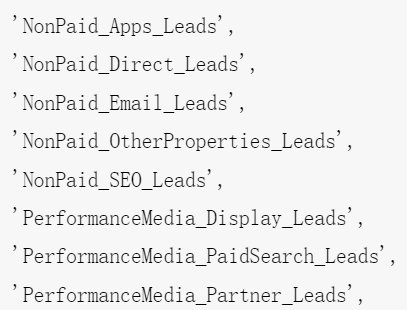 'NonPaid_Apps_Leads',
'NonPaid_Direct_Leads',
'NonPaid_Email_Leads',
'NonPaid_OtherProperties_Leads',
'NonPaid_SEO_Leads',
'PerformanceMedia_Display_Leads',
'PerformanceMedia_PaidSearch_Leads',
'PerformanceMedia_Partner_Leads',